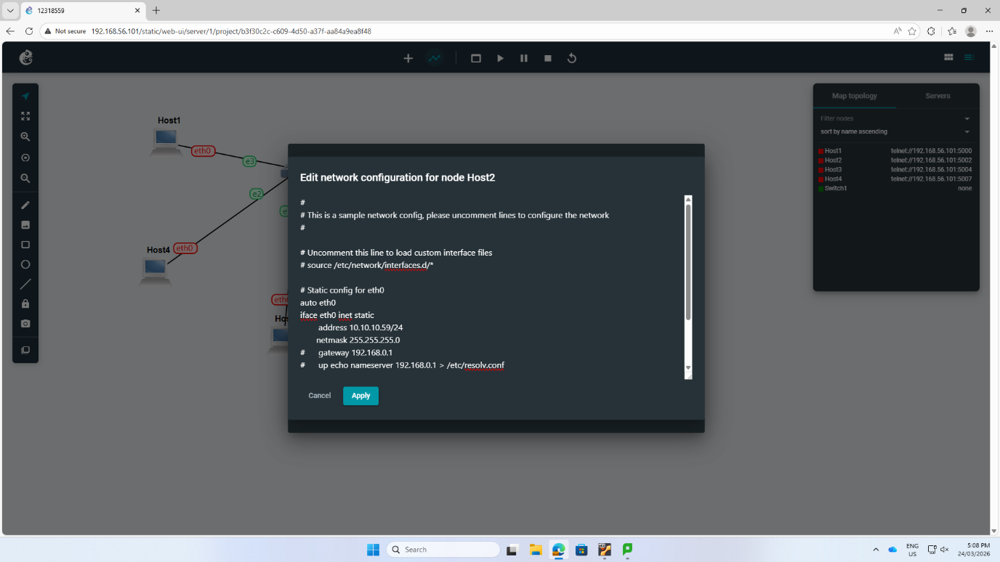 12318559
Not secure 192.168.56.101/static/web-ui/server/1/project/b3f30c2c-c609-4d50-a37f-aa84a9ea8f48
Map topology Servers
Filter nodes
sort by name ascending
Host1 telnet://192.168.56.101:5000
Host2 telnet://192.168.56.101:5002
Host3 telnet://192.168.56.101:5004
Host4 telnet://192.168.56.101:5007
Switch1 none
Host1
eth0
e3
e2
e
Host4
eth0
eth
Hos
Edit network configuration for node Host2
#
# This is a sample network config, please uncomment lines to configure the network
#
# Uncomment this line to load custom interface files
# source /etc/network/interfaces.d/*
# Static config for eth0
auto eth0
iface eth0 inet static
address 10.10.10.59/24
netmask 255.255.255.0
# gateway 192.168.0.1
# up echo nameserver 192.168.0.1 > /etc/resolv.conf
Cancel Apply
Search
ENG
US
5:08 PM
24/03/2026